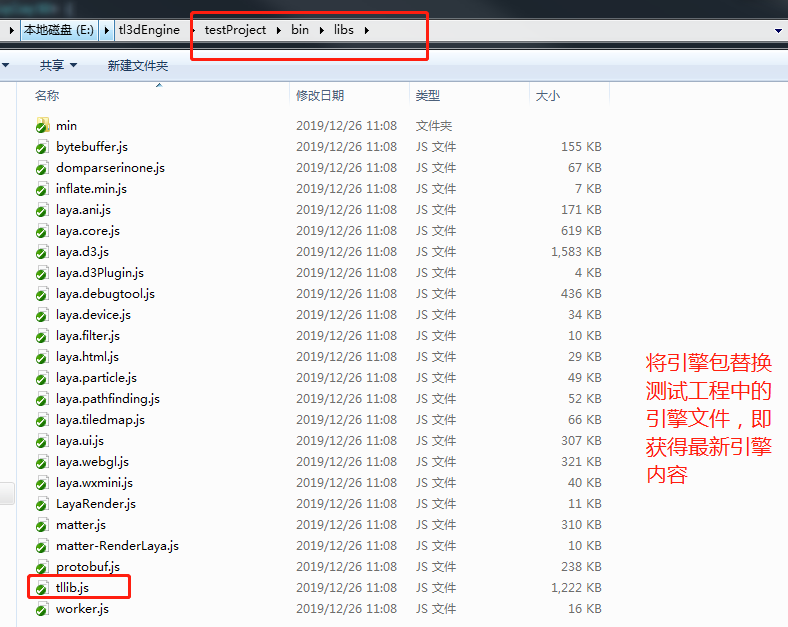 本地磁盘 (E:) tl3dEngine testProject bin libs
共享 新建文件夹
名称 修改日期 类型 大小
min 2019/12/26 11:08 文件夹
bytebuffer.js 2019/12/26 11:08 JS 文件 155 KB
domparserinone.js 2019/12/26 11:08 JS 文件 67 KB
inflate.min.js 2019/12/26 11:08 JS 文件 7 KB
laya.ani.js 2019/12/26 11:08 JS 文件 171 KB
laya.core.js 2019/12/26 11:08 JS 文件 619 KB
laya.d3.js 2019/12/26 11:08 JS 文件 1,583 KB
laya.d3Plugin.js 2019/12/26 11:08 JS 文件 4 KB
laya.debugtool.js 2019/12/26 11:08 JS 文件 436 KB
laya.device.js 2019/12/26 11:08 JS 文件 34 KB
laya.filter.js 2019/12/26 11:08 JS 文件 10 KB
laya.html.js 2019/12/26 11:08 JS 文件 29 KB
laya.particle.js 2019/12/26 11:08 JS 文件 49 KB
laya.pathfinding.js 2019/12/26 11:08 JS 文件 52 KB
laya.tiledmap.js 2019/12/26 11:08 JS 文件 66 KB
laya.ui.js 2019/12/26 11:08 JS 文件 307 KB
laya.webgl.js 2019/12/26 11:08 JS 文件 321 KB
laya.wxmini.js 2019/12/26 11:08 JS 文件 40 KB
LayaRender.js 2019/12/26 11:08 JS 文件 11 KB
matter.js 2019/12/26 11:08 JS 文件 310 KB
matter-RenderLaya.js 2019/12/26 11:08 JS 文件 10 KB
protobuf.js 2019/12/26 11:08 JS 文件 238 KB
tllib.js 2019/12/26 11:08 JS 文件 1,222 KB
worker.js 2019/12/26 11:08 JS 文件 16 KB
将引擎包替换
测试工程中的
引擎文件，即
获得最新引擎
内容